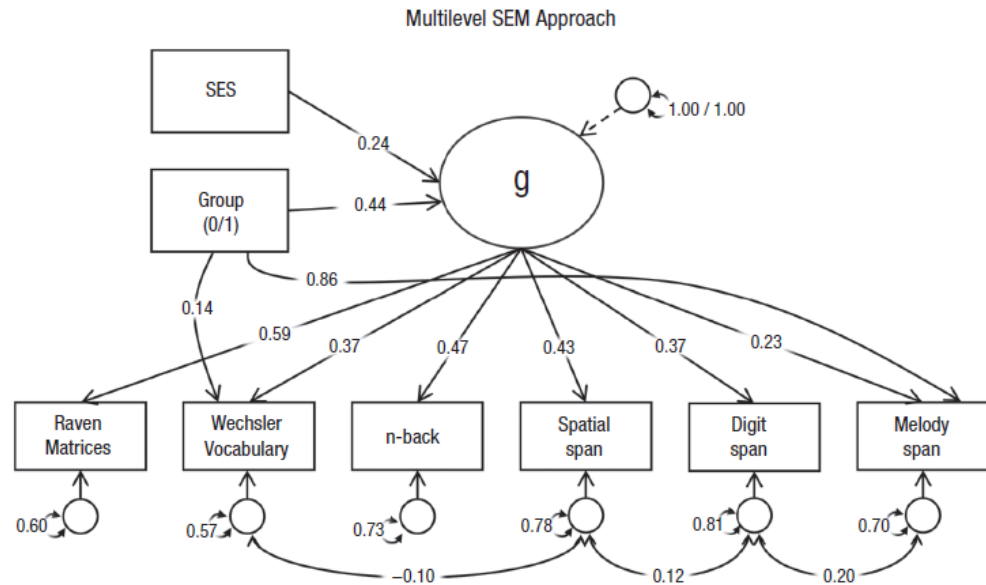 Multilevel SEM Approach
SES
1.00 / 1.00
0.24
g
Group
(0/1)
0.44
0.86
0.14
0.59
0.37
0.47
0.43
0.37
0.23
Raven
Matrices
Wechsler
Vocabulary
n-back
Spatial
span
Digit
span
Melody
span
0.60
0.57
0.73
0.78
0.81
0.70
−0.10
0.12
0.20